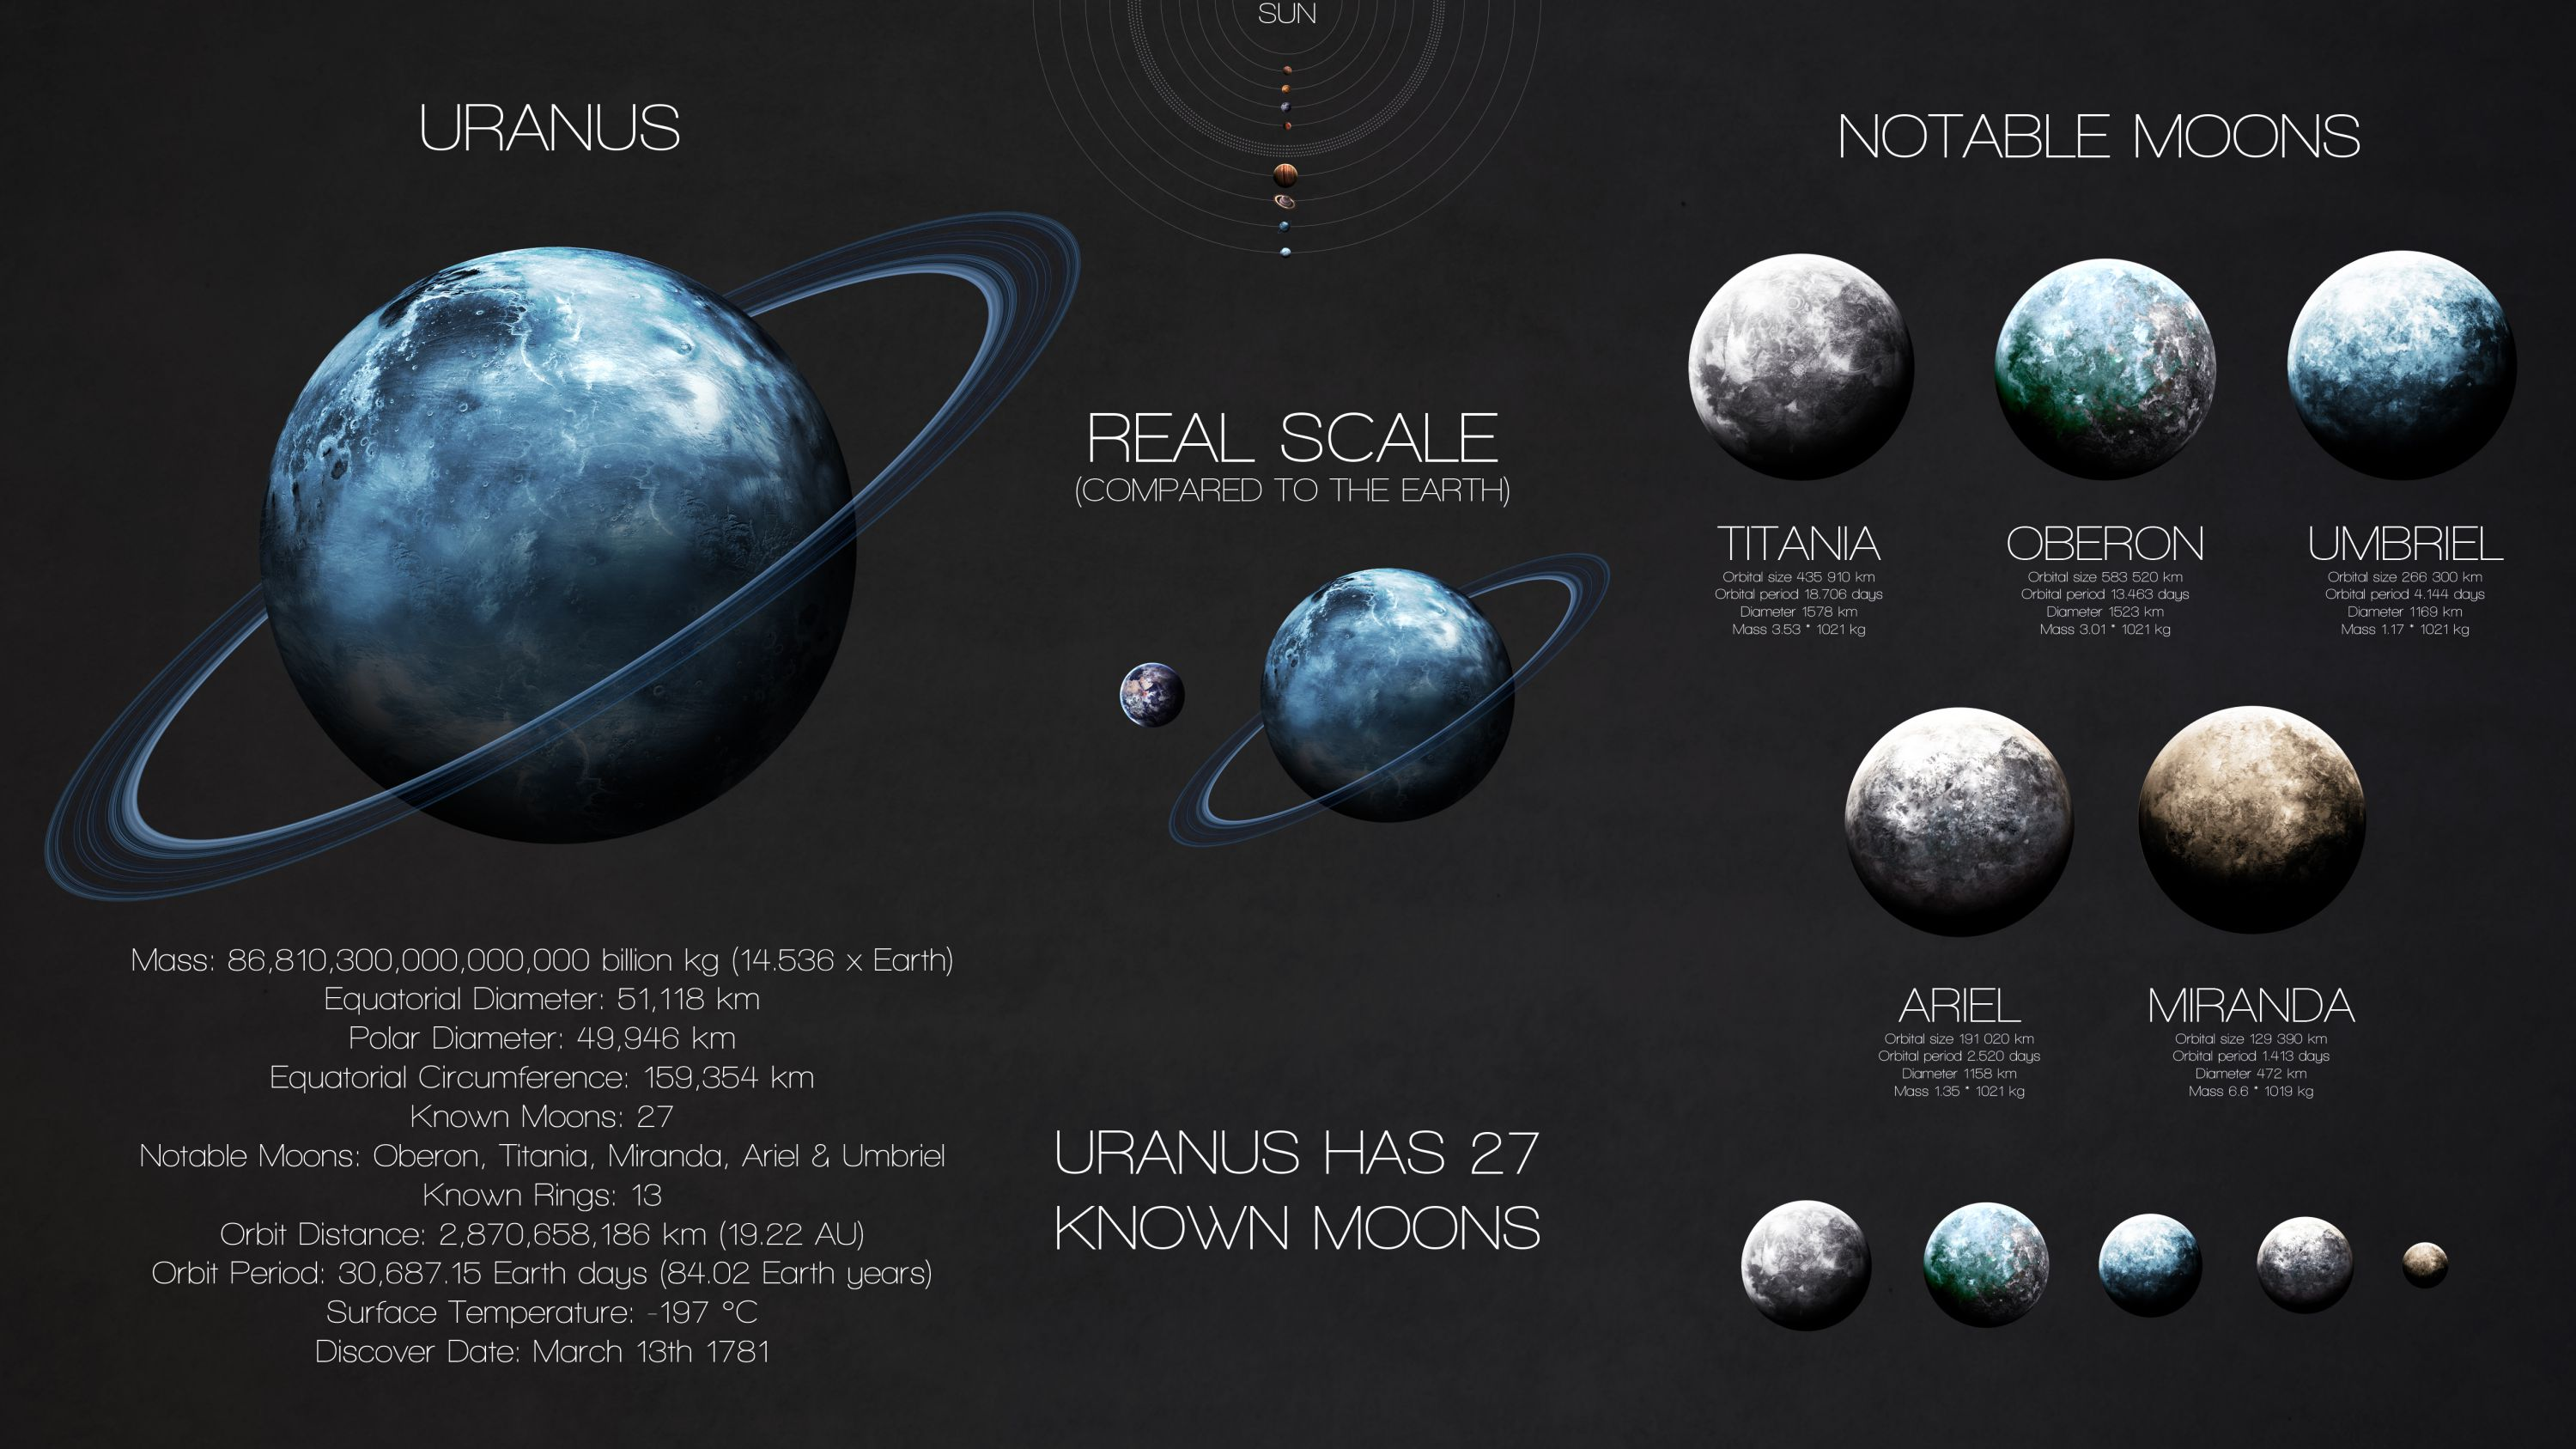 SUN
URANUS
Mass: 86,810,300,000,000,000 billion kg (14.536 x Earth)
Equatorial Diameter: 51,118 km
Polar Diameter: 49,946 km
Equatorial Circumference: 159,354 km
Known Moons: 27
Notable Moons: Oberon, Titania, Miranda, Ariel & Umbriel
Known Rings: 13
Orbit Distance: 2,870,658,186 km (19.22 AU)
Orbit Period: 30,687.15 Earth days (84.02 Earth years)
Surface Temperature: -197 °C
Discover Date: March 13th 1781
REAL SCALE
(COMPARED TO THE EARTH)
URANUS HAS 27
KNOWN MOONS
NOTABLE MOONS
TITANIA
Orbital size 435 910 km
Orbital period 18.706 days
Diameter 1578 km
Mass 3.53 * 1021 kg
OBERON
Orbital size 583 520 km
Orbital period 13.463 days
Diameter 1523 km
Mass 3.01 * 1021 kg
UMBRIEL
Orbital size 266 300 km
Orbital period 4.144 days
Diameter 1169 km
Mass 1.17 * 1021 kg
ARIEL
Orbital size 191 020 km
Orbital period 2.520 days
Diameter 1158 km
Mass 1.35 * 1021 kg
MIRANDA
Orbital size 129 390 km
Orbital period 1.413 days
Diameter 472 km
Mass 6.6 * 1019 kg